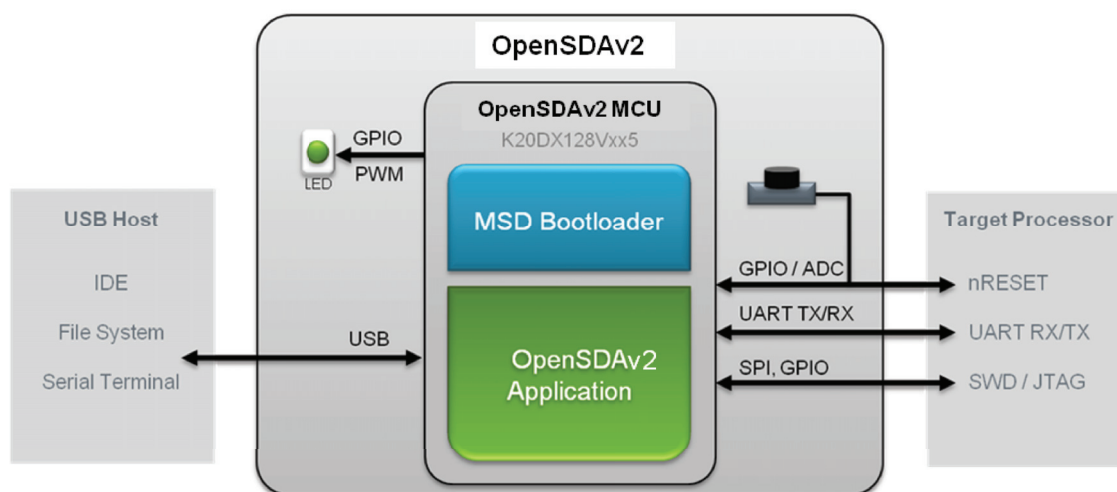 OpenSDAv2
OpenSDAv2 MCU
K20DX128Vxx5
GPIO
PWM
LED
MSD Bootloader
USB Host
IDE
File System
Serial Terminal
USB
OpenSDAv2
Application
GPIO / ADC
UART TX/RX
SPI, GPIO
Target Processor
nRESET
UART RX/TX
SWD / JTAG